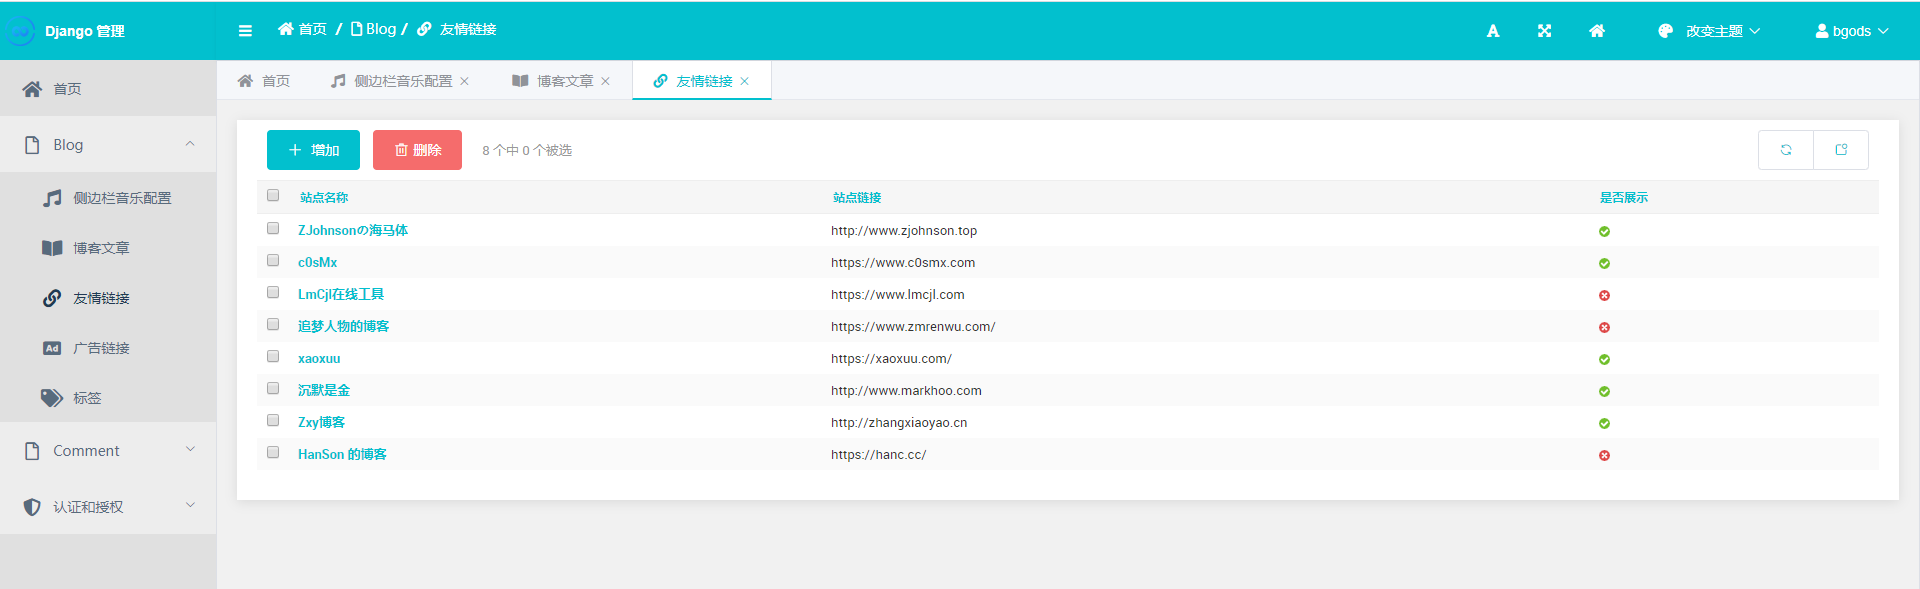 Django 管理
首页 / Blog / 友情链接
A
改变主题
bgods
首页
侧边栏音乐配置
博客文章
友情链接
首页
Blog
侧边栏音乐配置
博客文章
友情链接
Ad 广告链接
标签
Comment
认证和授权
增加
删除
8 个中 0 个被选
站点名称 站点链接 是否展示
ZJohnsonの海马体 http://www.zjohnson.top
c0sMx https://www.c0smx.com
LmCjl在线工具 https://www.lmcjl.com
追梦人物的博客 https://www.zmrenwu.com/
xaoxuu https://xaoxuu.com/
沉默是金 http://www.markhoo.com
Zxy博客 http://zhangxiaoyao.cn
HanSon 的博客 https://hanc.cc/